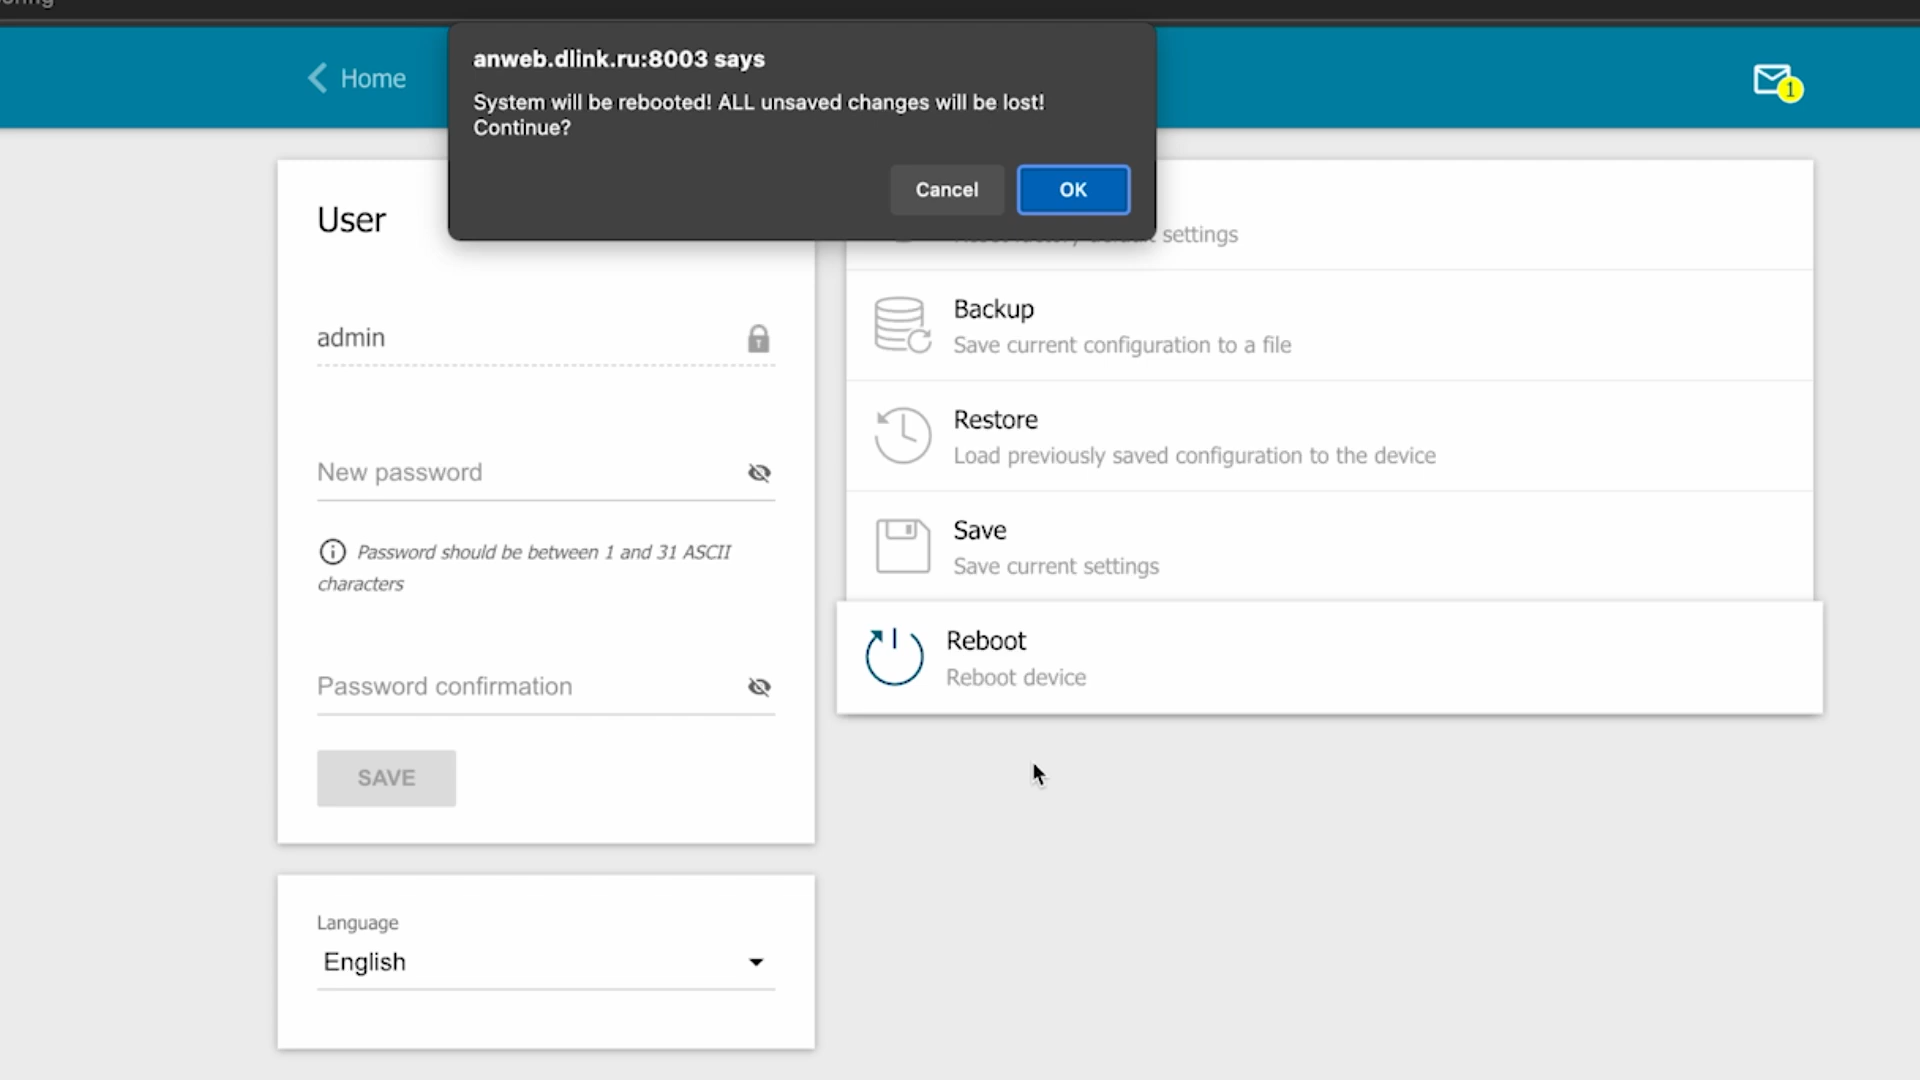 Home
anweb.dlink.ru:8003 says
System will be rebooted! ALL unsaved changes will be lost!
Continue?
Cancel
OK
1
User
admin
New password
Password should be between 1 and 31 ASCII
characters
Password confirmation
SAVE
Language
English
settings
Backup
Save current configuration to a file
Restore
Load previously saved configuration to the device
Save
Save current settings
Reboot
Reboot device